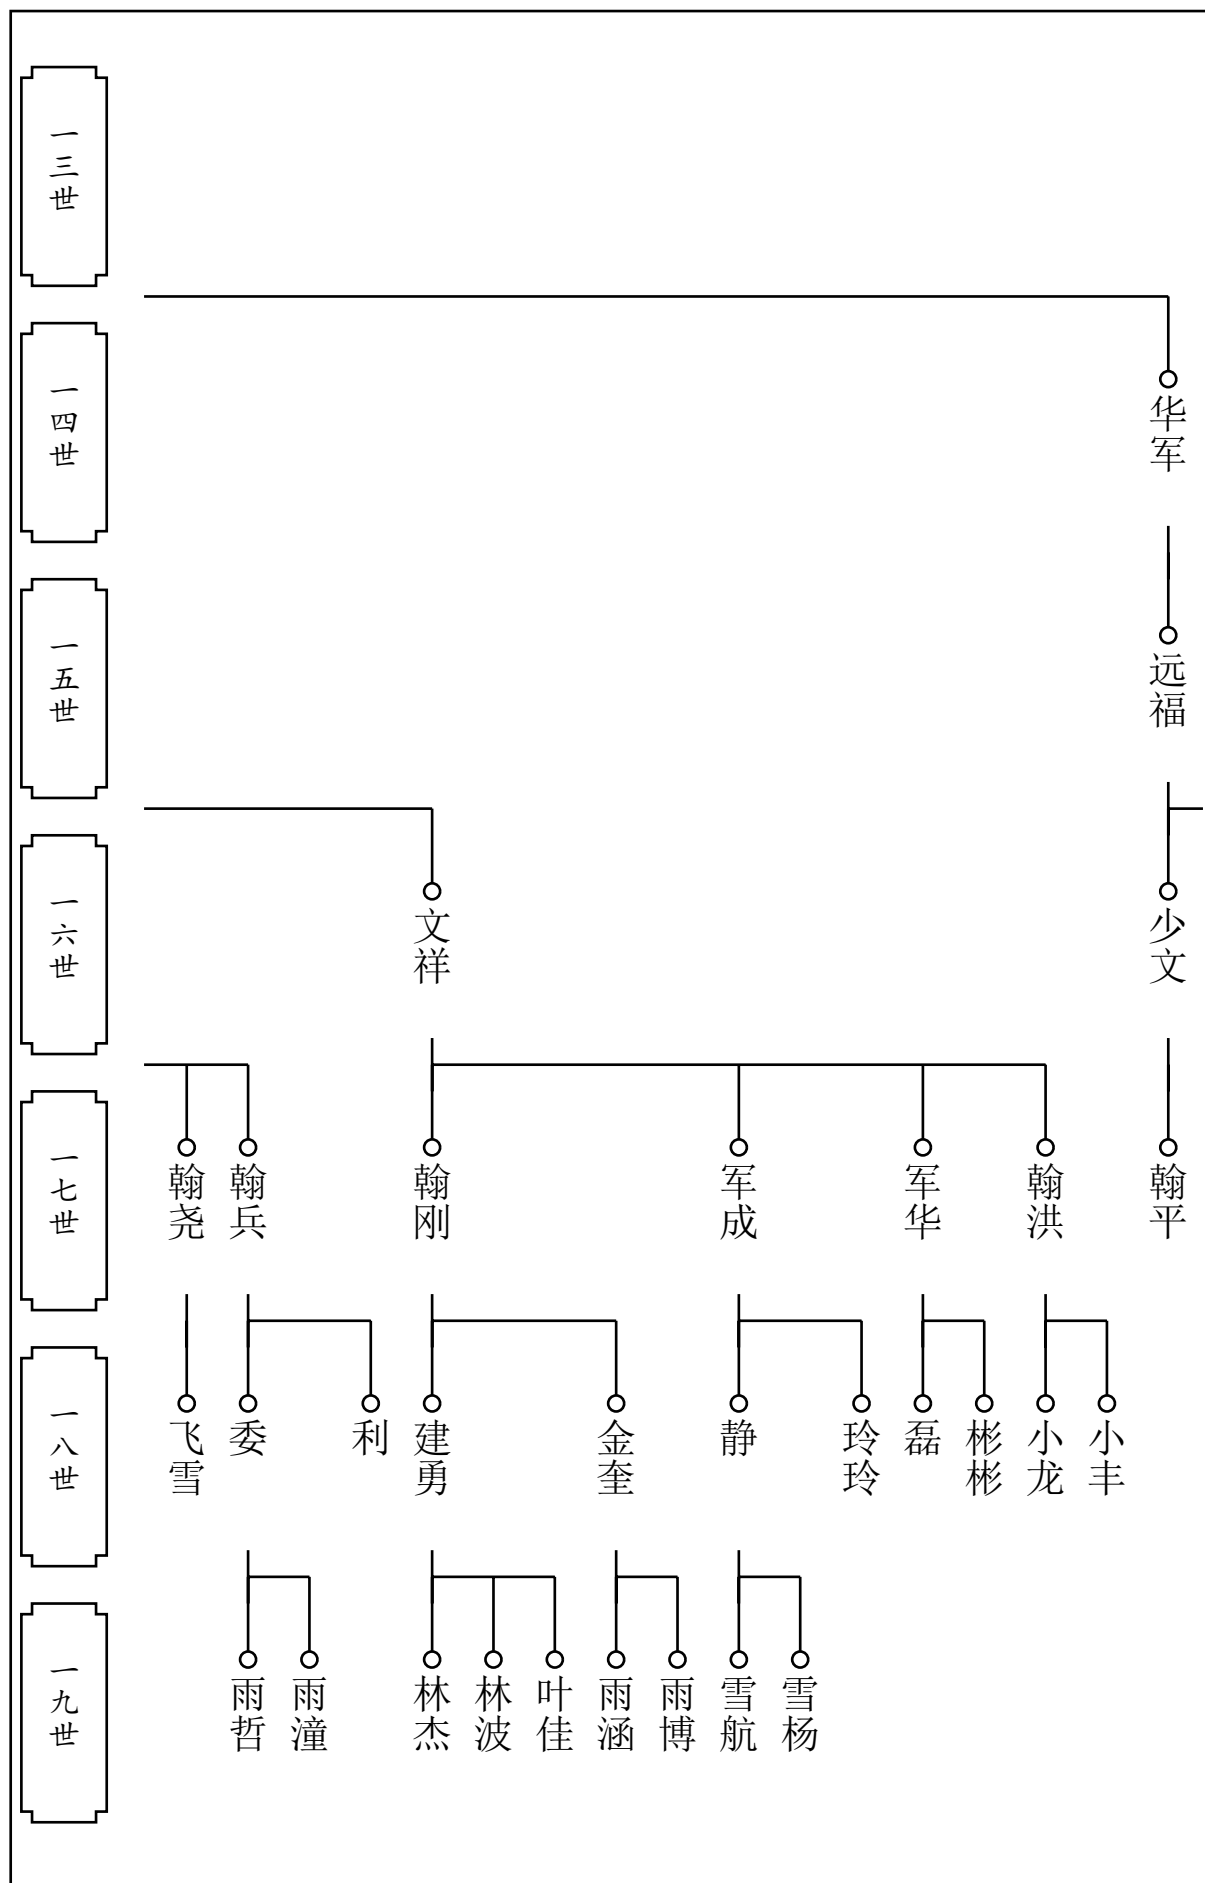 一三世
一四世
华军
一五世
远福
一六世
文祥
少文
一七世
翰尧
翰兵
翰刚
军成
军华
翰洪
翰平
一八世
飞雪
委
利
建勇
金奎
静
玲玲
磊
彬彬
小龙
小丰
一九世
雨哲
雨潼
林杰
林波
叶佳
雨涵
雨博
雪航
雪杨